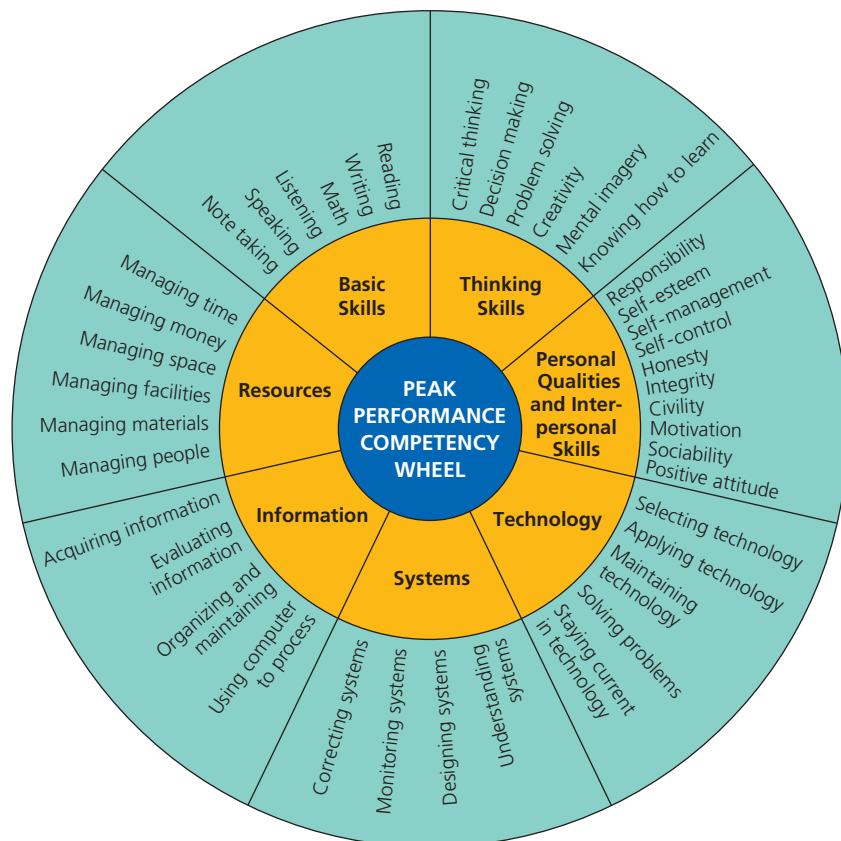 PEAK
PERFORMANCE
COMPETENCY
WHEEL
Basic
Skills
Reading
Writing
Math
Listening
Speaking
Note taking
Thinking
Skills
Critical thinking
Decision making
Problem solving
Creativity
Mental imagery
Knowing how to learn
Personal
Qualities
and Inter-
personal
Skills
Responsibility
Self-esteem
Self-management
Self-control
Honesty
Integrity
Civility
Motivation
Sociability
Positive attitude
Technology
Selecting technology
Applying technology
Maintaining
technology
Solving problems
Staying current
in technology
Systems
Understanding
systems
Designing systems
Monitoring systems
Correcting systems
Information
Acquiring information
Evaluating
information
Organizing and
maintaining
Using computer
to process
Resources
Managing time
Managing money
Managing space
Managing facilities
Managing materials
Managing people